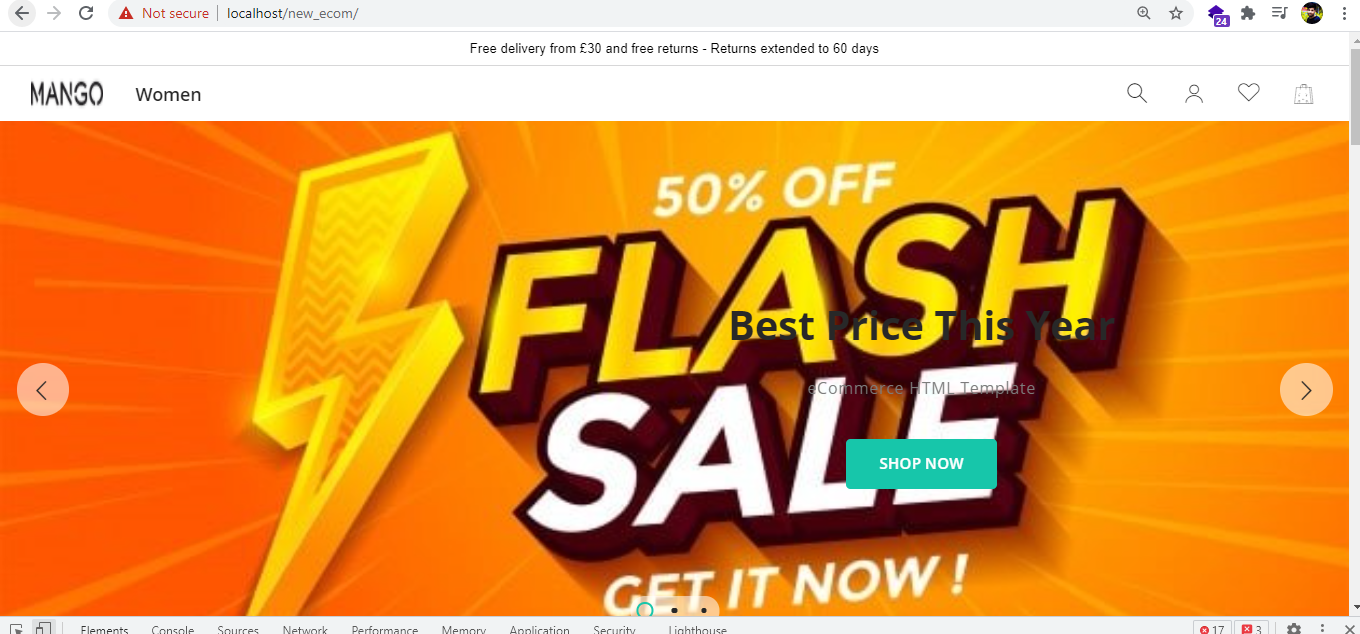 Not secure | localhost/new_ecom/
24
Free delivery from £30 and free returns - Returns extended to 60 days
MANGO Women
50% OFF
FLASH
SALE
GET IT NOW !
Best Price This Year
eCommerce HTML Template
SHOP NOW
Elements Console Sources Network Performance Memory Application Security Lighthouse 17 3